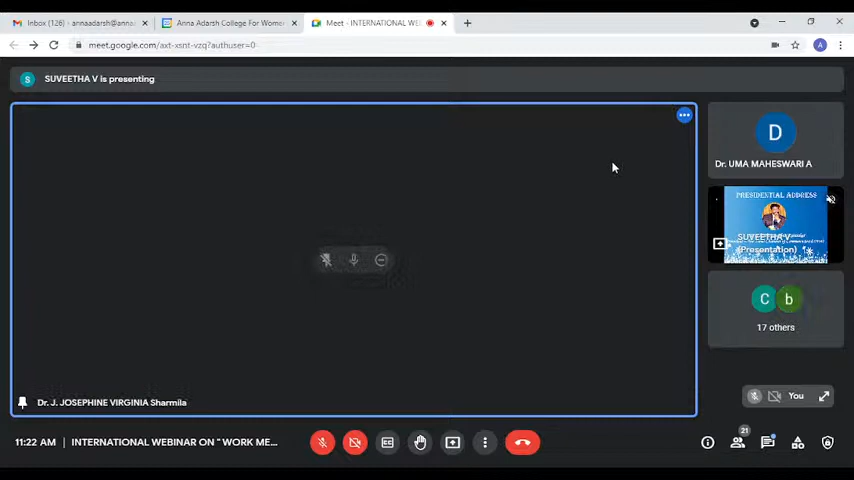 Inbox (126) - annaadarsh@anna
Anna Adarsh College For Women
Meet - INTERNATIONAL WE
meet.google.com/axt-xsnt-vzq?authuser=0
A
S
SUVEETHA V is presenting
D
Dr. UMA MAHESWARI A
PRESIDENTIAL ADDRESS
SUVEETHA V
(Presentation)
C
b
17 others
You
Dr. J. JOSEPHINE VIRGINIA Sharmila
11:22 AM | INTERNATIONAL WEBINAR ON " WORK ME...
CC
21